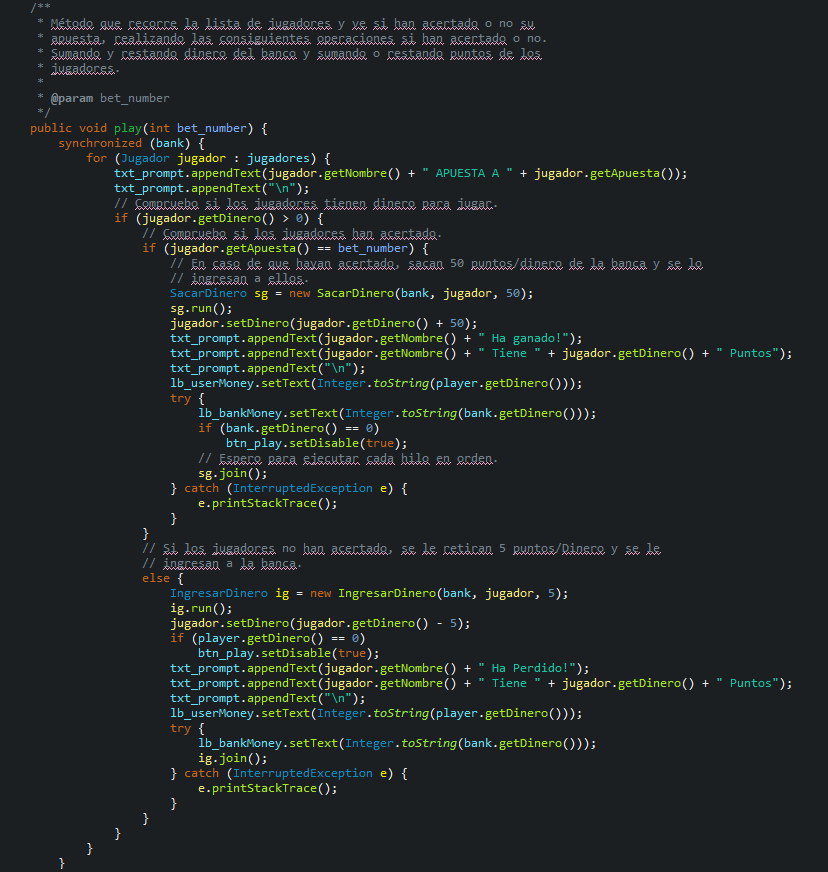 /**
 * Método que recorre la lista de jugadores y ve si han acertado o no su
 * apuesta, realizando las consiguientes operaciones si han acertado o no.
 * Sumando y restando dinero del banco y sumando o restando puntos de los
 * jugadores.
 *
 * @param bet_number
 */
public void play(int bet_number) {
    synchronized (bank) {
        for (Jugador jugador : jugadores) {
            txt_prompt.appendText(jugador.getNombre() + " APUESTA A " + jugador.getApuesta());
            txt_prompt.appendText("\n");
            // Compruebo si los jugadores tienen dinero para jugar.
            if (jugador.getDinero() > 0) {
                // Compruebo si los jugadores han acertado.
                if (jugador.getApuesta() == bet_number) {
                    // En caso de que hayan acertado, sacan 50 puntos/dinero de la banca y se lo
                    // ingresan a ellos.
                    SacarDinero sg = new SacarDinero(bank, jugador, 50);
                    sg.run();
                    jugador.setDinero(jugador.getDinero() + 50);
                    txt_prompt.appendText(jugador.getNombre() + " Ha ganado!");
                    txt_prompt.appendText(jugador.getNombre() + " Tiene " + jugador.getDinero() + " Puntos");
                    txt_prompt.appendText("\n");
                    lb_userMoney.setText(Integer.toString(player.getDinero()));
                    try {
                        lb_bankMoney.setText(Integer.toString(bank.getDinero()));
                        if (bank.getDinero() == 0)
                            btn_play.setDisable(true);
                        // Espero para ejecutar cada hilo en orden.
                        sg.join();
                    } catch (InterruptedException e) {
                        e.printStackTrace();
                    }
                }
                // Si los jugadores no han acertado, se le retiran 5 puntos/Dinero y se le
                // ingresan a la banca.
                else {
                    IngresarDinero ig = new IngresarDinero(bank, jugador, 5);
                    ig.run();
                    jugador.setDinero(jugador.getDinero() - 5);
                    if (player.getDinero() == 0)
                        btn_play.setDisable(true);
                    txt_prompt.appendText(jugador.getNombre() + " Ha Perdido!");
                    txt_prompt.appendText(jugador.getNombre() + " Tiene " + jugador.getDinero() + " Puntos");
                    txt_prompt.appendText("\n");
                    lb_userMoney.setText(Integer.toString(player.getDinero()));
                    try {
                        lb_bankMoney.setText(Integer.toString(bank.getDinero()));
                        ig.join();
                    } catch (InterruptedException e) {
                        e.printStackTrace();
                    }
                }
            }
        }
    }